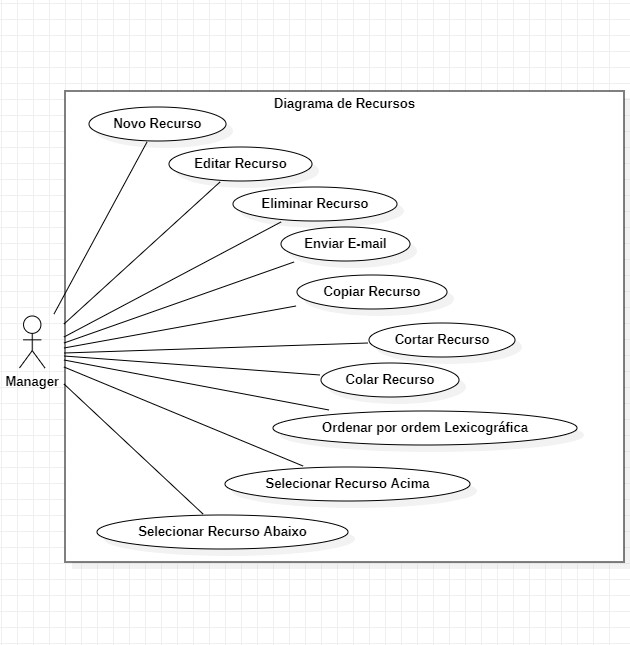 Diagrama de Recursos
Novo Recurso
Editar Recurso
Eliminar Recurso
Enviar E-mail
Copiar Recurso
Cortar Recurso
Manager
Colar Recurso
Ordenar por ordem Lexicográfica
Selecionar Recurso Acima
Selecionar Recurso Abaixo